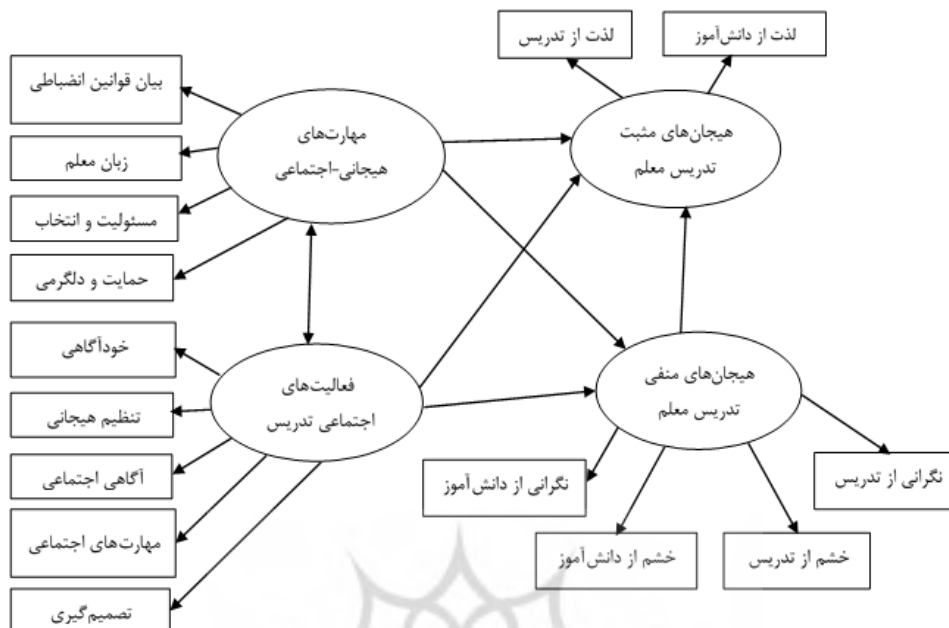 لذت از تدریس
لذت از دانش‌آموز
بیان قوانین انضباطی
مهارت‌های
هیجانی-اجتماعی
هیجان‌های مثبت
تدریس معلم
زبان معلم
مسئولیت و انتخاب
حمایت و دلگرمی
خودآگاهی
فعالیت‌های
اجتماعی تدریس
هیجان‌های منفی
تدریس معلم
تنظیم هیجانی
آگاهی اجتماعی
نگرانی از دانش‌آموز
نگرانی از تدریس
مهارت‌های اجتماعی
خشم از دانش‌آموز
خشم از تدریس
تصمیم‌گیری